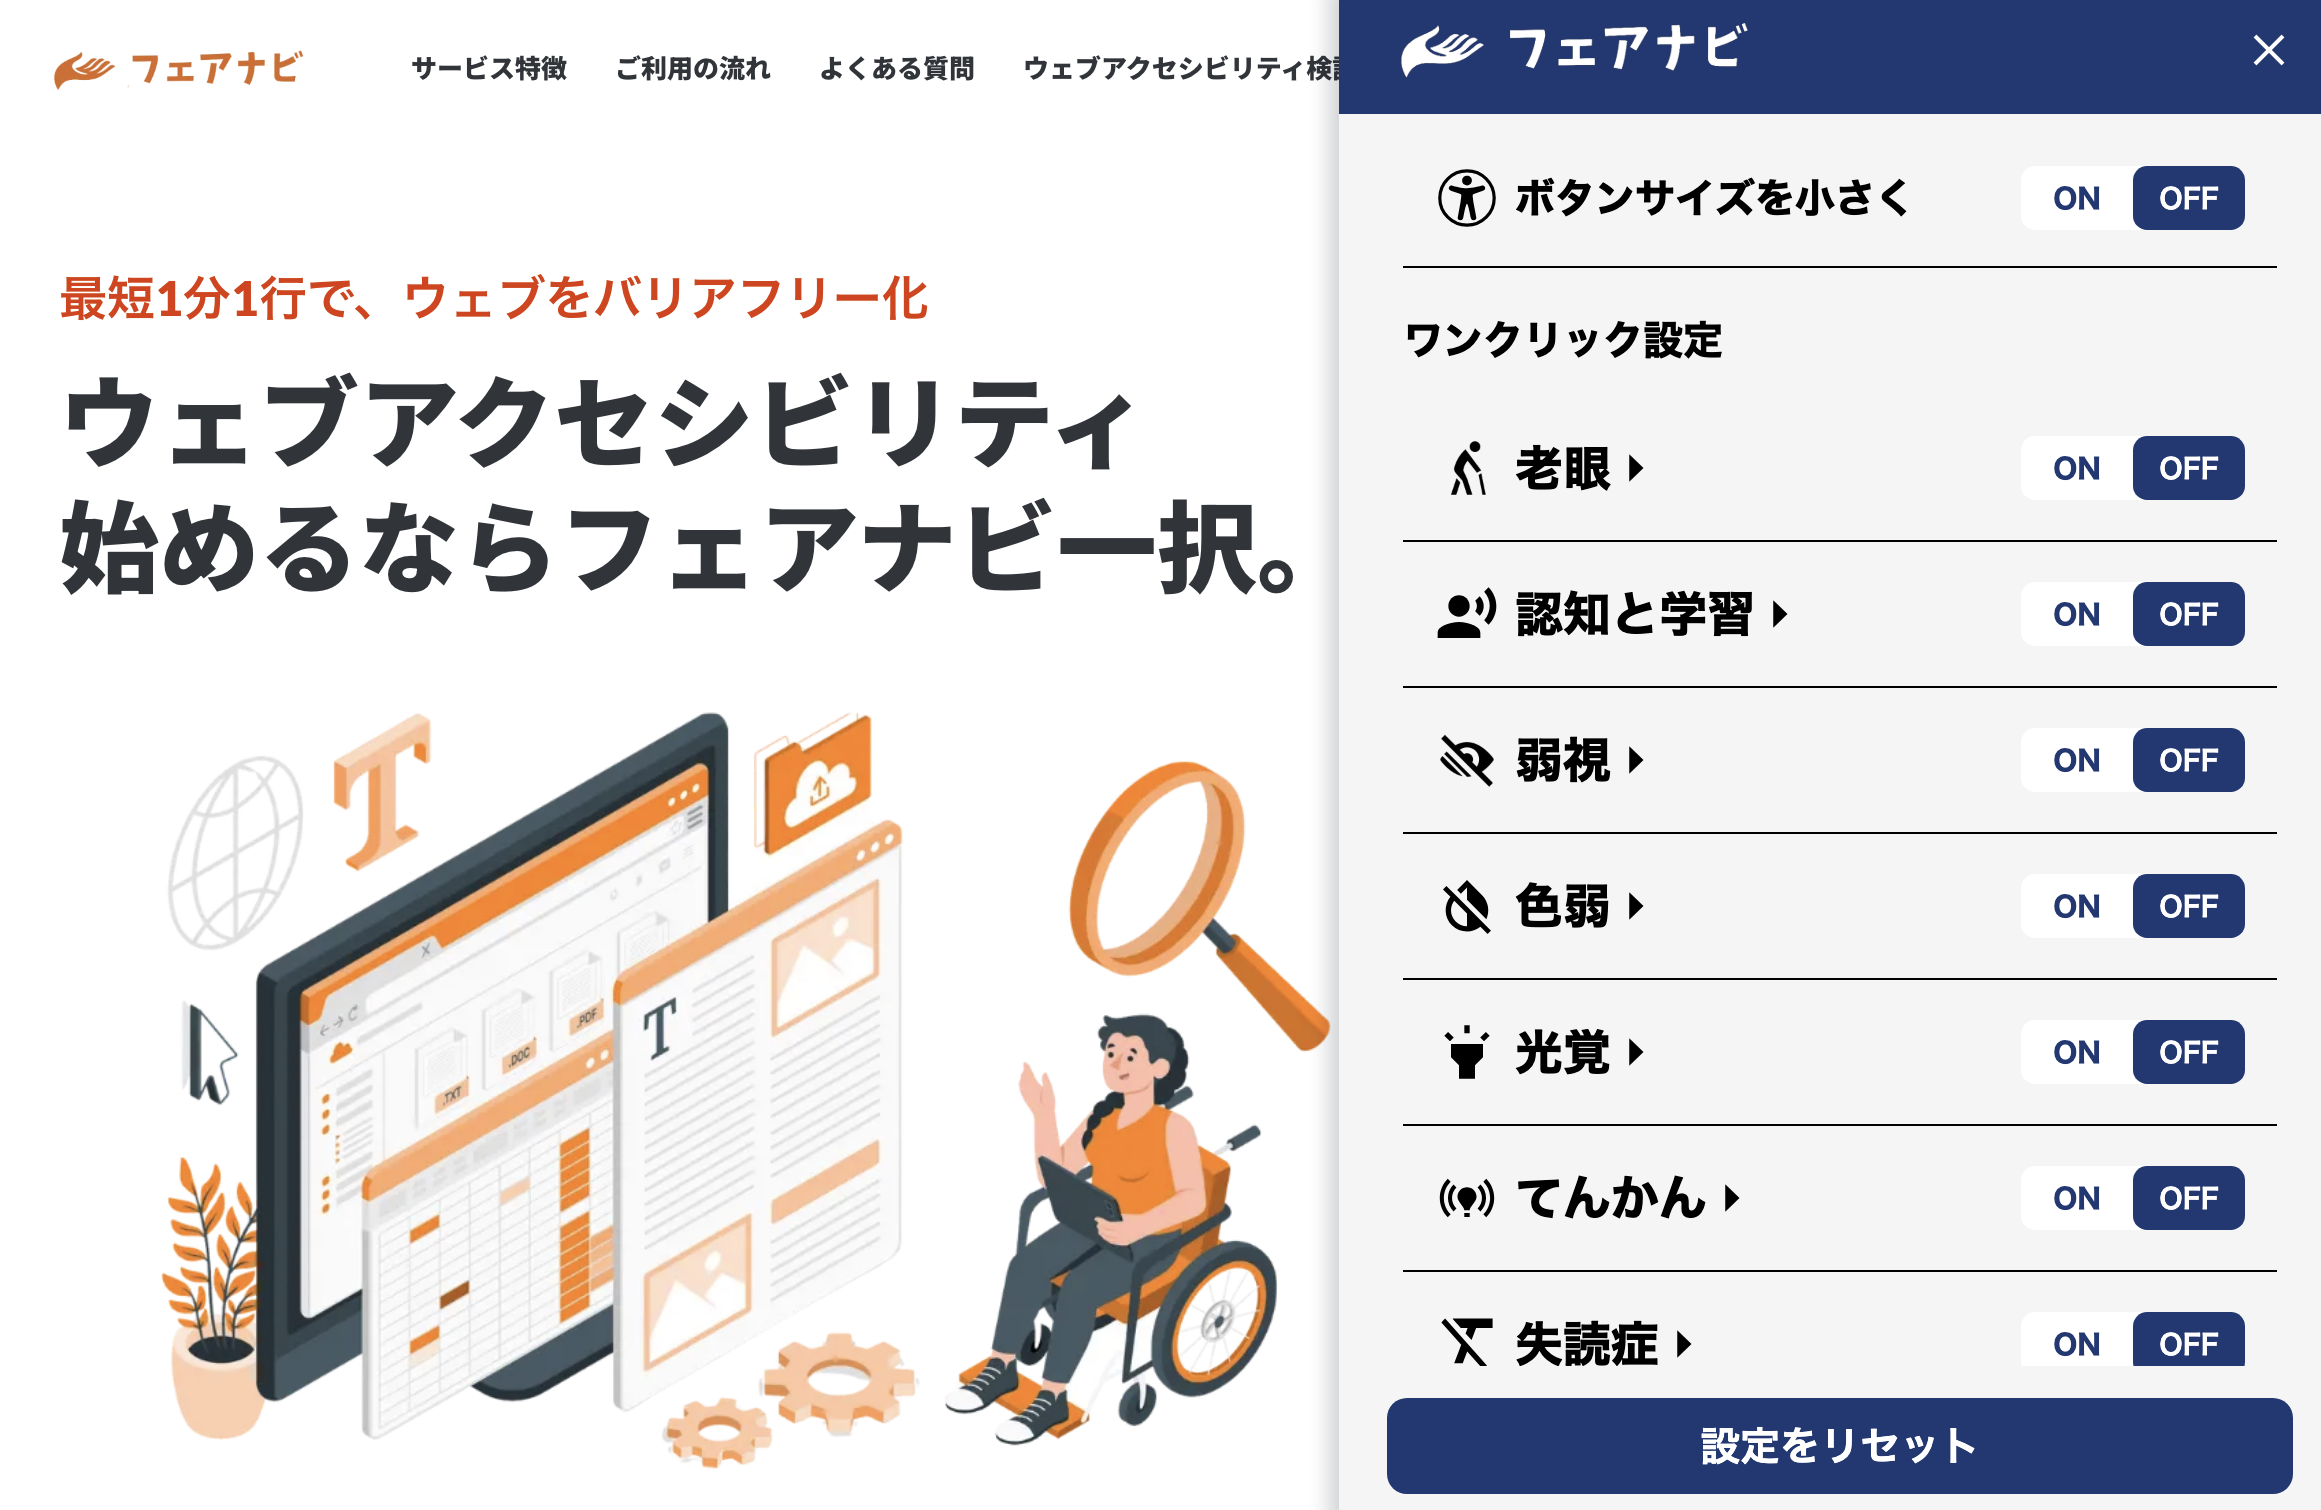 フェアナビ
サービス特徴
ご利用の流れ
よくある質問
ウェブアクセシビリティ検
最短1分1行で、ウェブをバリアフリー化
ウェブアクセシビリティ
始めるならフェアナビ一択。
T
.PDF
.DOC
.TXT
T
フェアナビ
ボタンサイズを小さく ON OFF
ワンクリック設定
老眼 ON OFF
認知と学習 ON OFF
弱視 ON OFF
色弱 ON OFF
光覚 ON OFF
てんかん ON OFF
失読症 ON OFF
設定をリセット